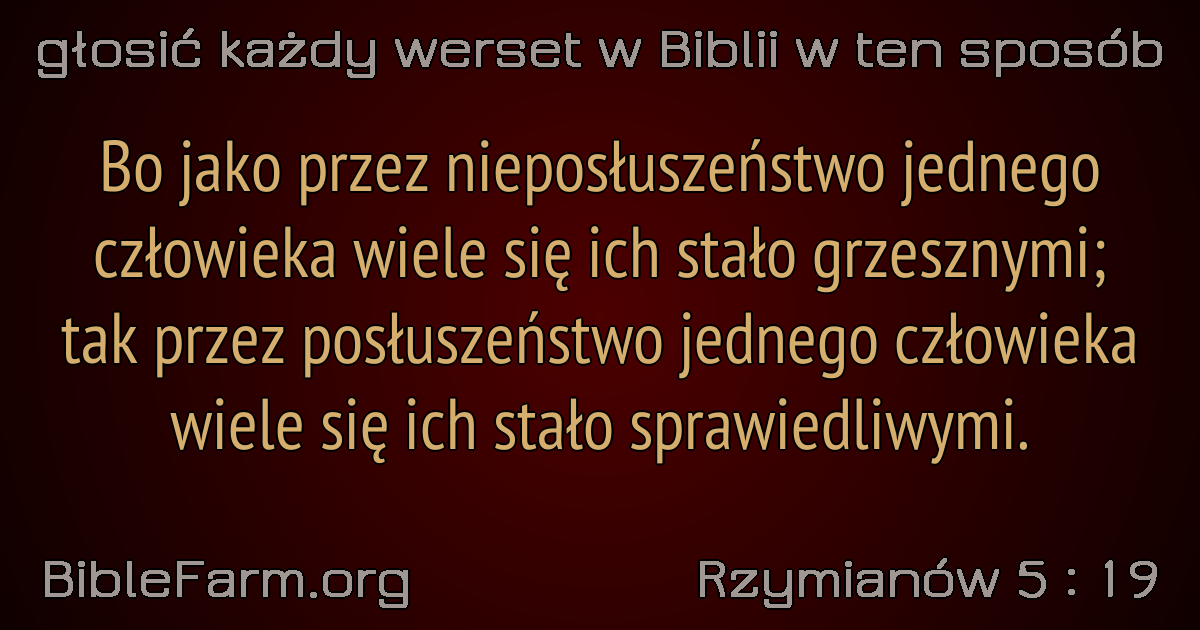 głosić każdy werset w Biblii w ten sposób
Bo jako przez nieposłuszeństwo jednego
człowieka wiele się ich stało grzesznymi;
tak przez posłuszeństwo jednego człowieka
wiele się ich stało sprawiedliwymi.
BibleFarm.org
Rzymianów 5 : 19